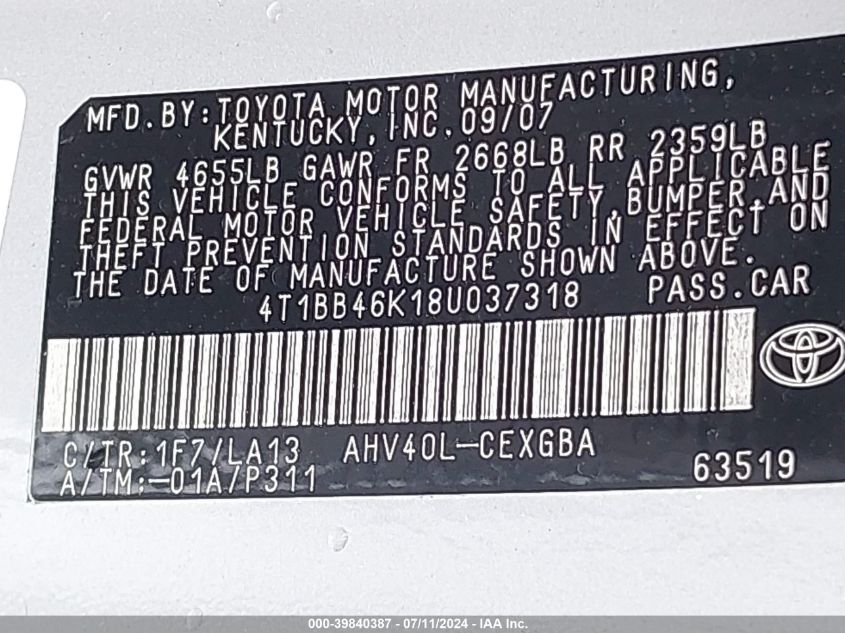 MFD.BY:TOYOTA MOTOR MANUFACTURING,
KENTUCKY, INC.09/07
GVWR 4655LB GAWR FR 2668LB RR 2359LB
THIS VEHICLE CONFORMS TO ALL APPLICABLE
FEDERAL MOTOR VEHICLE SAFETY,BUMPER,AND
THEFT PREVENTION STANDARDS IN EFFECT ON
THE DATE OF MANUFACTURE SHOWN ABOVE.
4T1BB46K18U037318 PASS.CAR
C/TR:1F7/LA13 AHV40L-CEXGBA
A/TM:-01A/P311 63519
000-39840387 - 07/11/2024 - IAA Inc.